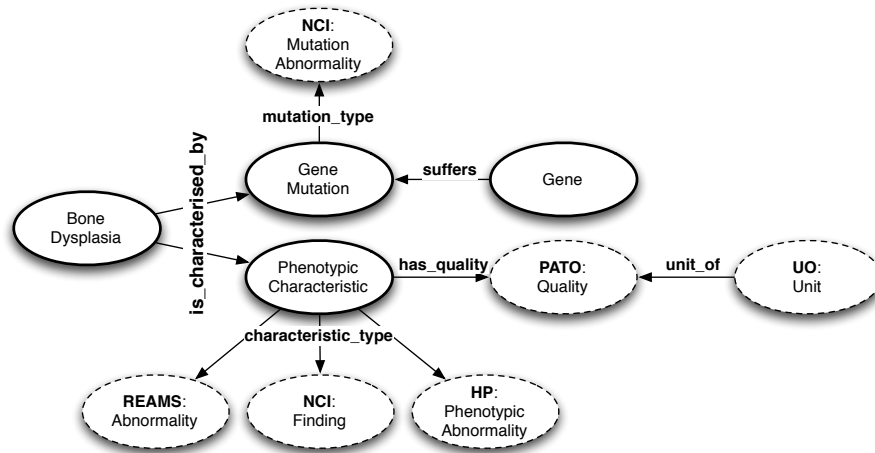 NCI:
Mutation
Abnormality
mutation_type
is_characterised_by
Gene
Mutation
suffers
Gene
Bone
Dysplasia
Phenotypic
Characteristic
has_quality
PATO:
Quality
unit_of
UO:
Unit
characteristic_type
REAMS:
Abnormality
NCI:
Finding
HP:
Phenotypic
Abnormality